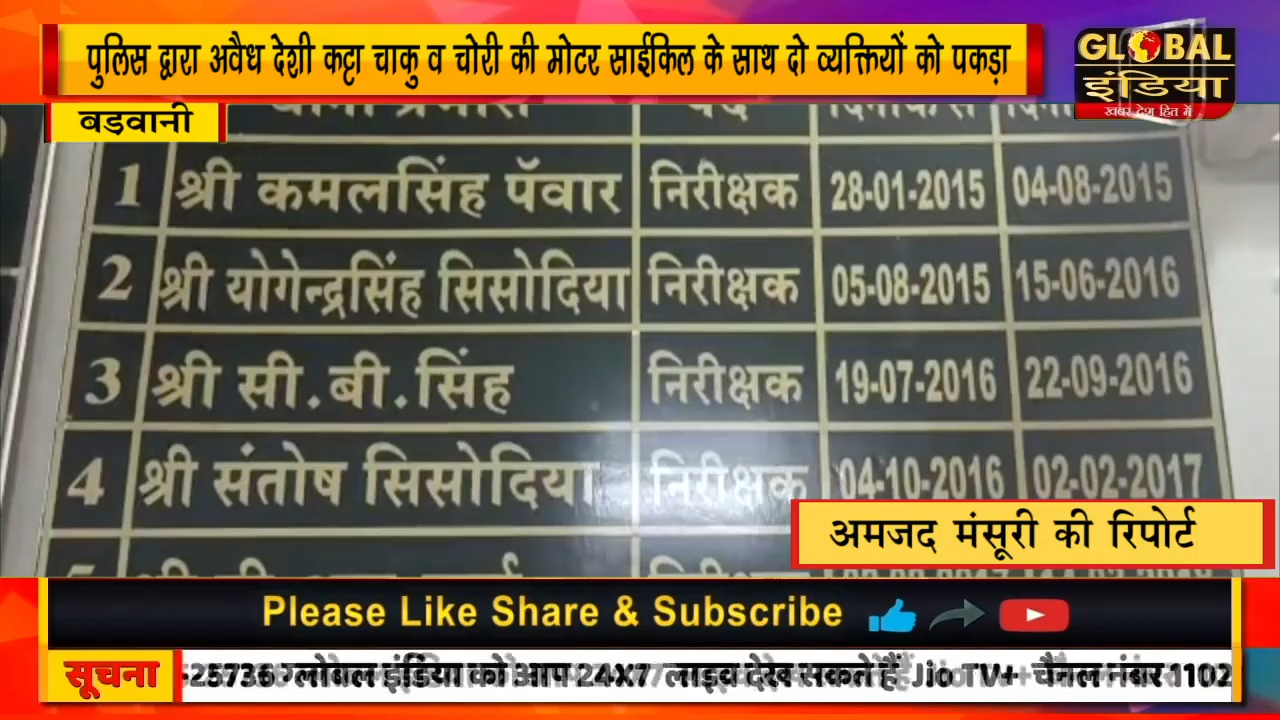 पुलिस द्वारा अवैध देशी कट्टा चाकु व चोरी की मोटर साईकिल के साथ दो व्यक्तियों को पकड़ा
GLOBAL
इंडिया
खबर देश हित में
बडवानी
1 श्री कमलसिंह पॅवार निरीक्षक 28-01-2015 04-08-2015
2 श्री योगेन्द्रसिंह सिसोदिया निरीक्षक 05-08-2015 15-06-2016
3 श्री सी.बी.सिंह निरीक्षक 19-07-2016 22-09-2016
4 श्री संतोष सिसोदिया निरीक्षक 04-10-2016 02-02-2017
अमजद मंसूरी की रिपोर्ट
Please Like Share & Subscribe
सूचना
5736 ग्लोबल इंडिया को आप 24X7 लाइव देख सकते हैं Jio TV+ चैनल नंबर 1102